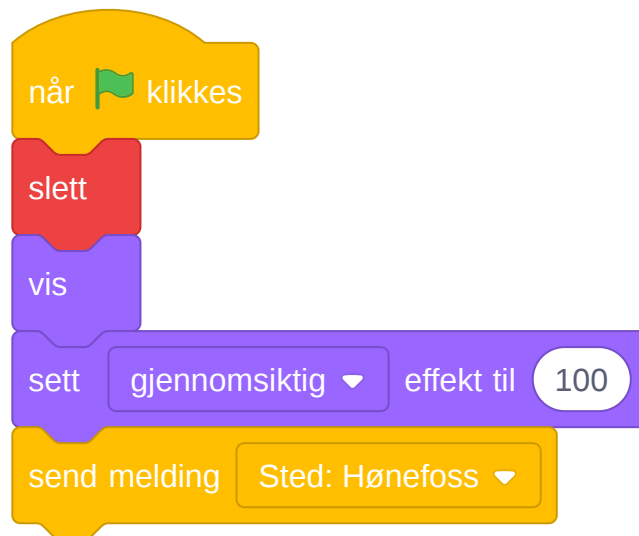 når klikkes
slett
vis
sett gjennomsiktig effekt til 100
send melding Sted: Hønefoss